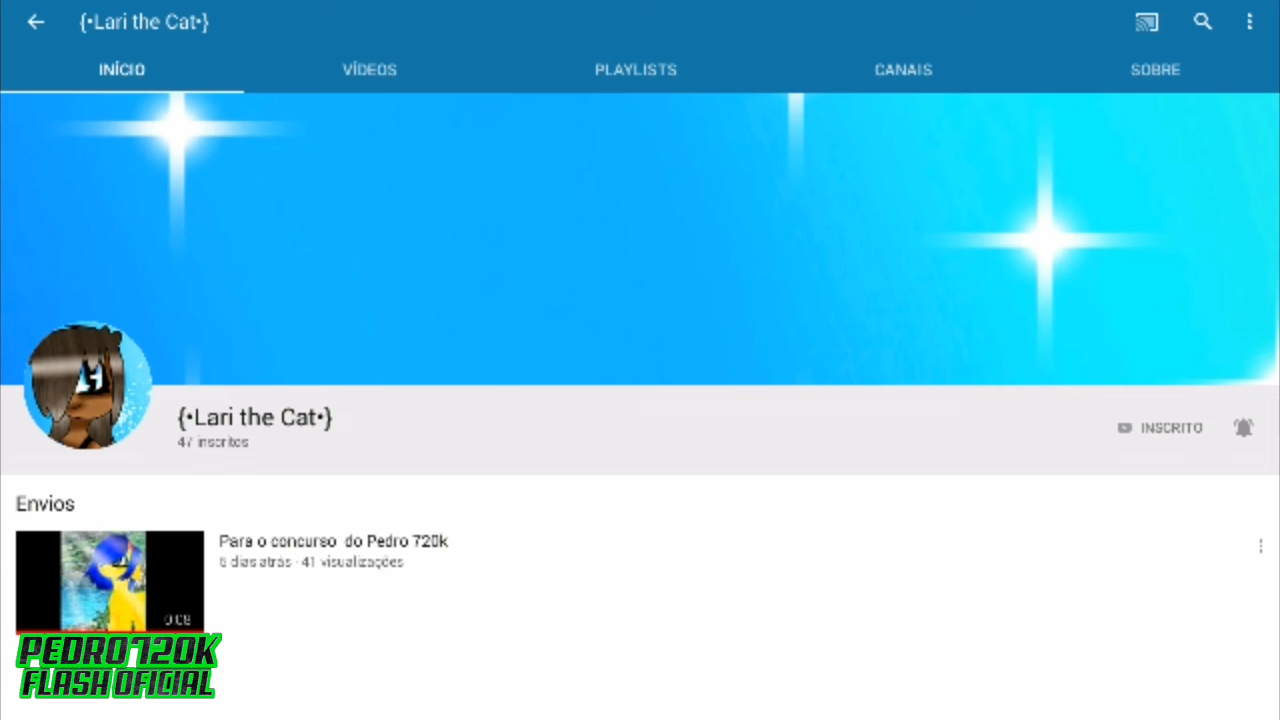 {•Lari the Cat•}
INÍCIO
VÍDEOS
PLAYLISTS
CANAIS
SOBRE
{•Lari the Cat•}
47 inscritos
INSCRITO
Envios
Para o concurso do Pedro 720k
6 dias atrás · 41 visualizações
0:08
PEDRO720K
FLASH OFICIAL